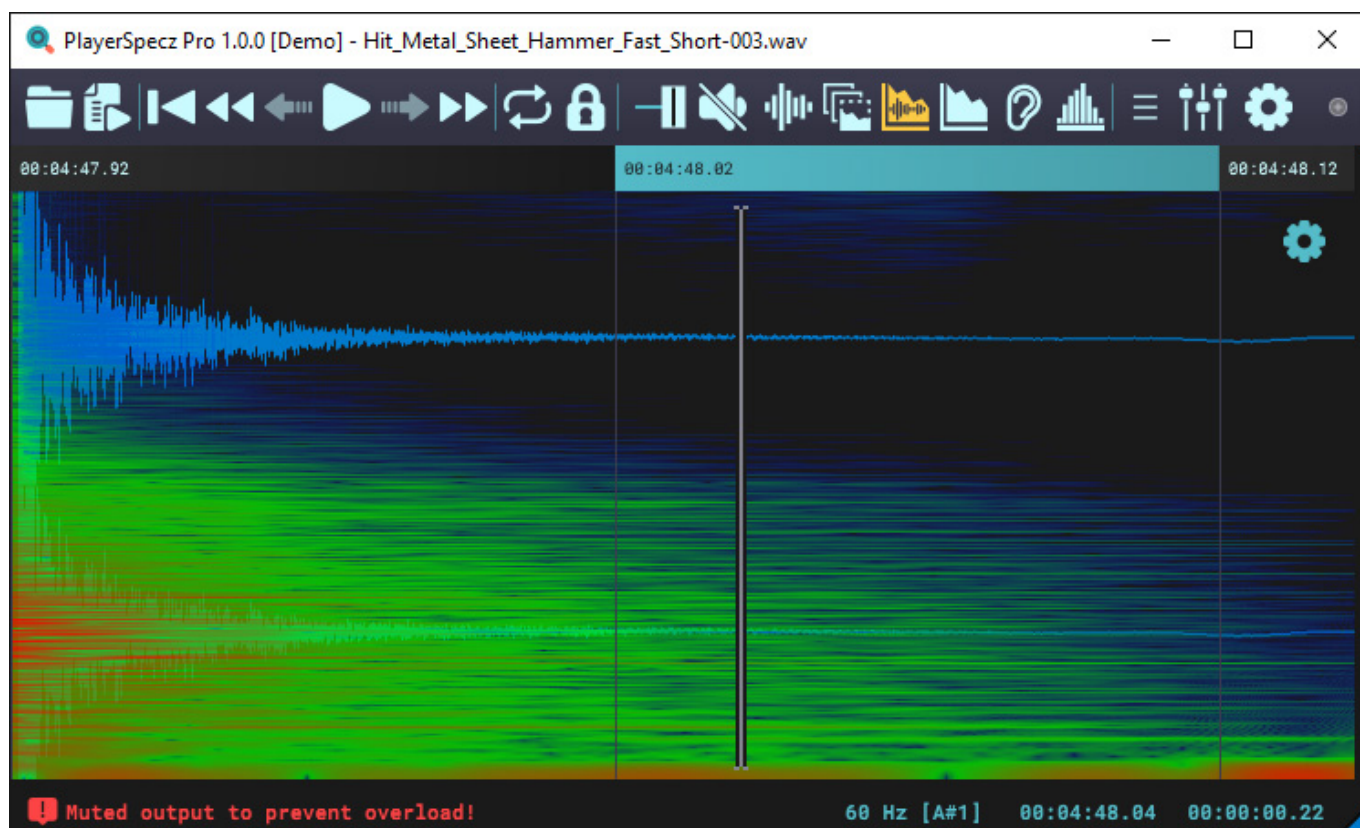 PlayerSpecz Pro 1.0.0 [Demo] - Hit_Metal_Sheet_Hammer_Fast_Short-003.wav
00:04:47.92 00:04:48.02 00:04:48.12
Muted output to prevent overload! 60 Hz [A#1] 00:04:48.04 00:00:00.22